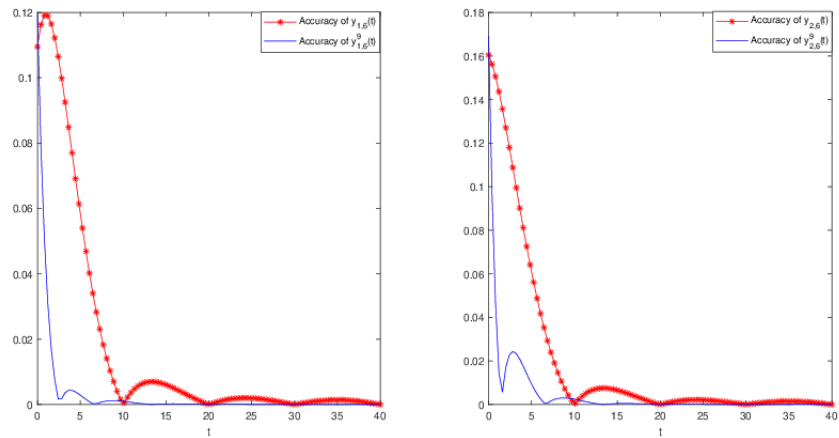 Accuracy of y1,6(t)
Accuracy of y^9 1,6(t)
0.12
0.1
0.08
0.06
0.04
0.02
0
0 5 10 15 20 25 30 35 40
t
Accuracy of y2,6(t)
Accuracy of y^9 2,6(t)
0.18
0.16
0.14
0.12
0.1
0.08
0.06
0.04
0.02
0
0 5 10 15 20 25 30 35 40
t